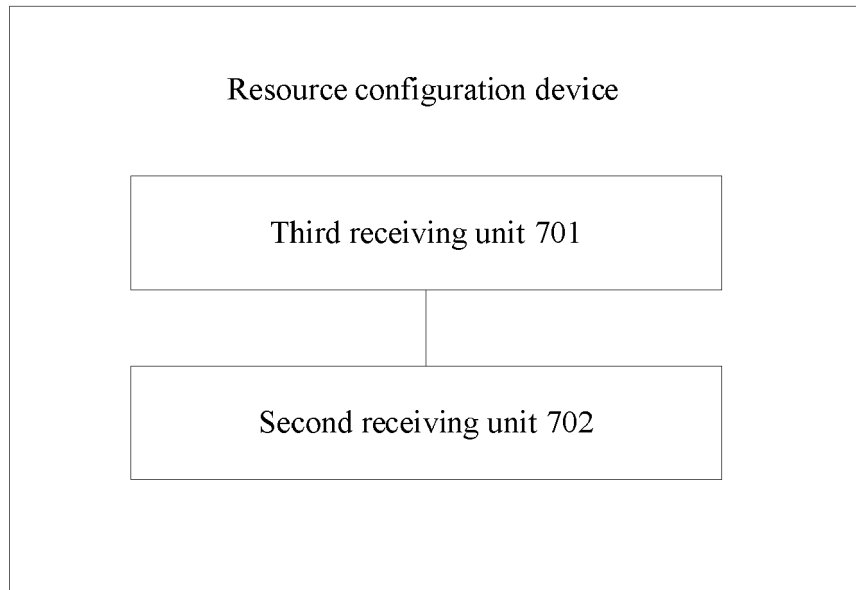 Resource configuration device
Third receiving unit 701
Second receiving unit 702